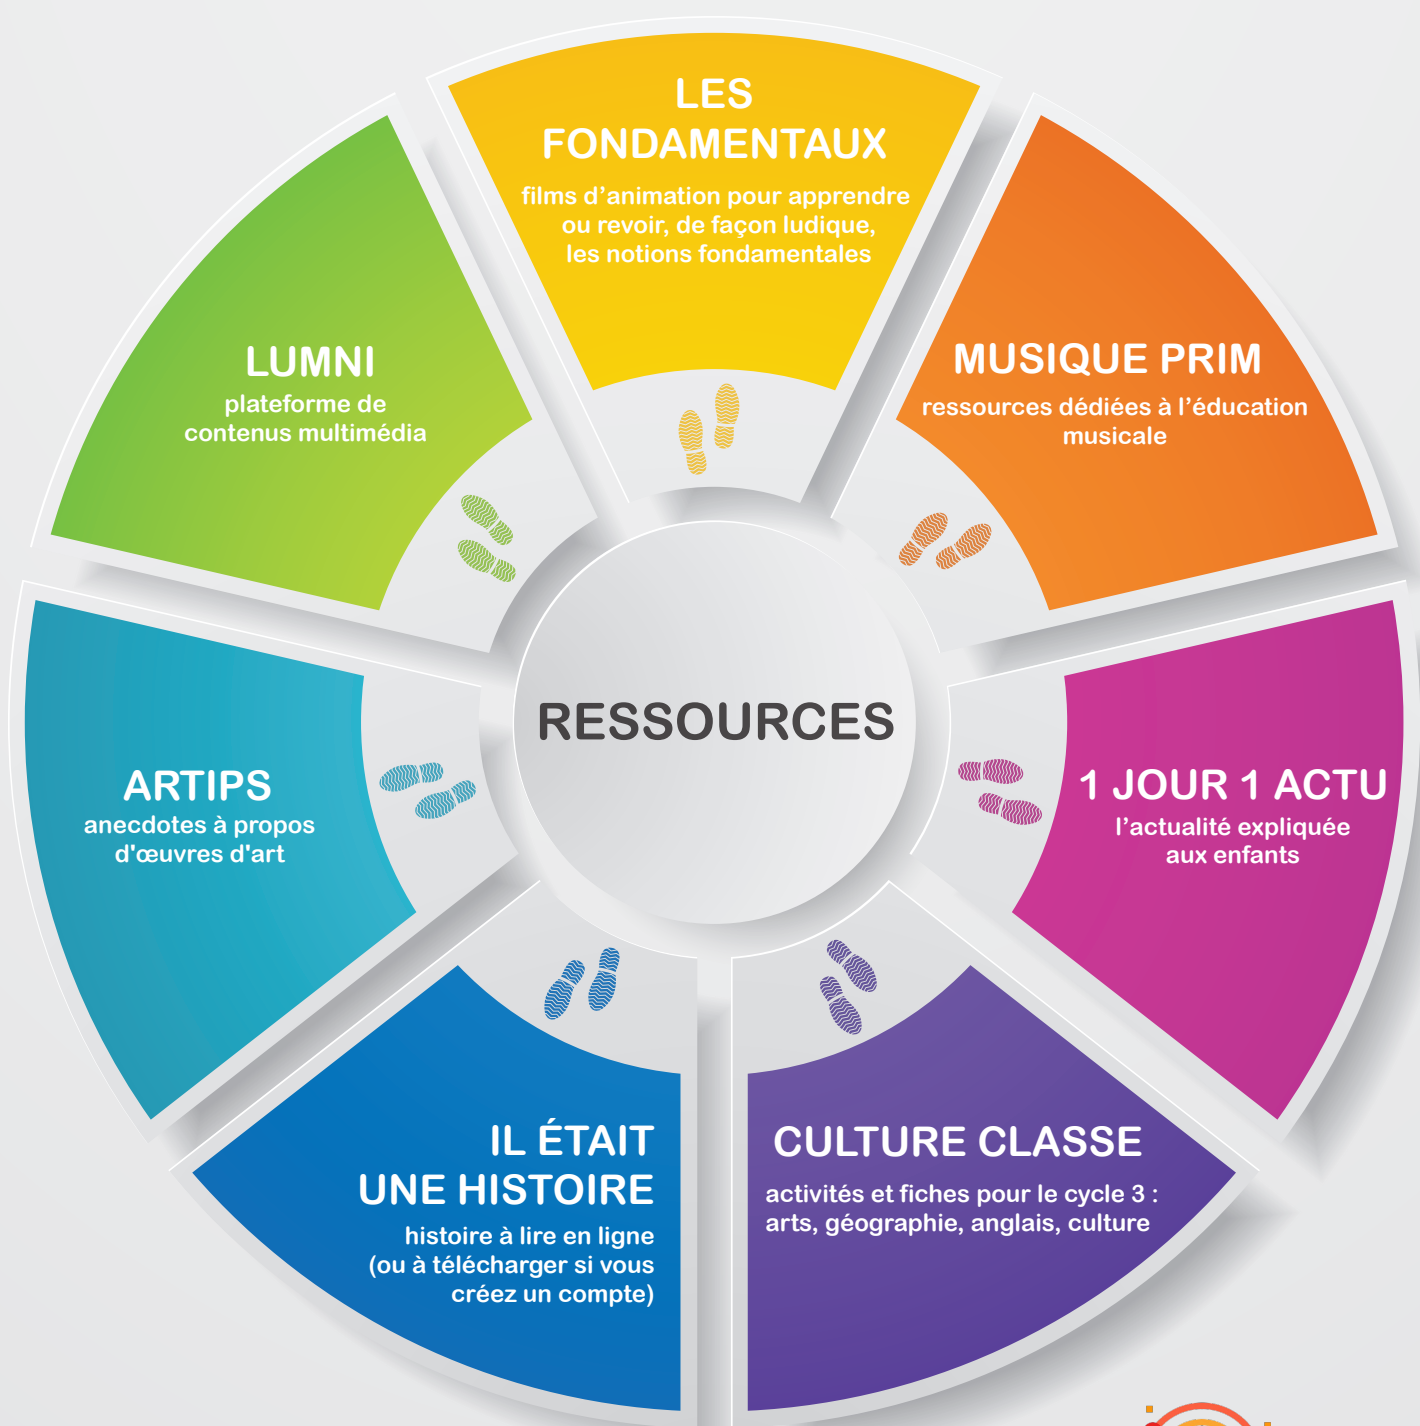 LES
FONDAMENTAUX
films d’animation pour apprendre
ou revoir, de façon ludique,
les notions fondamentales
MUSIQUE PRIM
ressources dédiées à l’éducation
musicale
1 JOUR 1 ACTU
l’actualité expliquée
aux enfants
CULTURE CLASSE
activités et fiches pour le cycle 3 :
arts, géographie, anglais, culture
IL ÉTAIT
UNE HISTOIRE
histoire à lire en ligne
(ou à télécharger si vous
créez un compte)
ARTIPS
anecdotes à propos
d'œuvres d'art
LUMNI
plateforme de
contenus multimédia
RESSOURCES